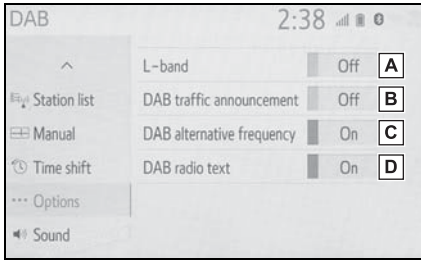 DAB 2:38
L-band Off A
Station list DAB traffic announcement Off B
Manual DAB alternative frequency On C
Time shift DAB radio text On D
Options
Sound